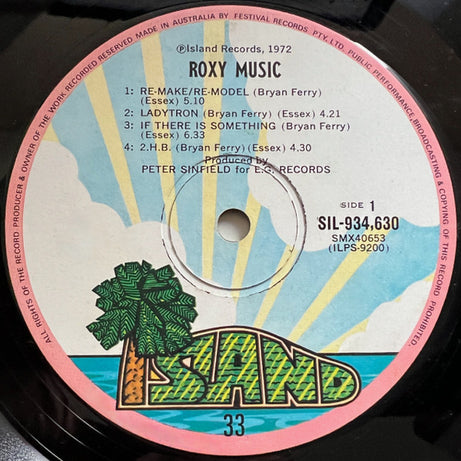 ALL RIGHTS OF THE RECORD PRODUCER & OWNER OF THE WORK RECORDED RESERVED MADE IN AUSTRALIA BY FESTIVAL RECORDS. PTY. LTD. PUBLIC PERFORMANCE, BROADCASTING & COPYING OF THIS RECORD PROHIBITED.
Ⓟ Island Records, 1972
ROXY MUSIC
1: RE-MAKE/RE-MODEL (Bryan Ferry)
(Essex) 5.10
2: LADYTRON (Bryan Ferry) (Essex) 4.21
3: IF THERE IS SOMETHING (Bryan Ferry)
(Essex) 6.33
4: 2.H.B. (Bryan Ferry) (Essex) 4.30
Produced by
PETER SINFIELD for E.G. RECORDS
SIDE 1
SIL-934,630
SMX40653
(ILPS-9200)
ISLAND
33